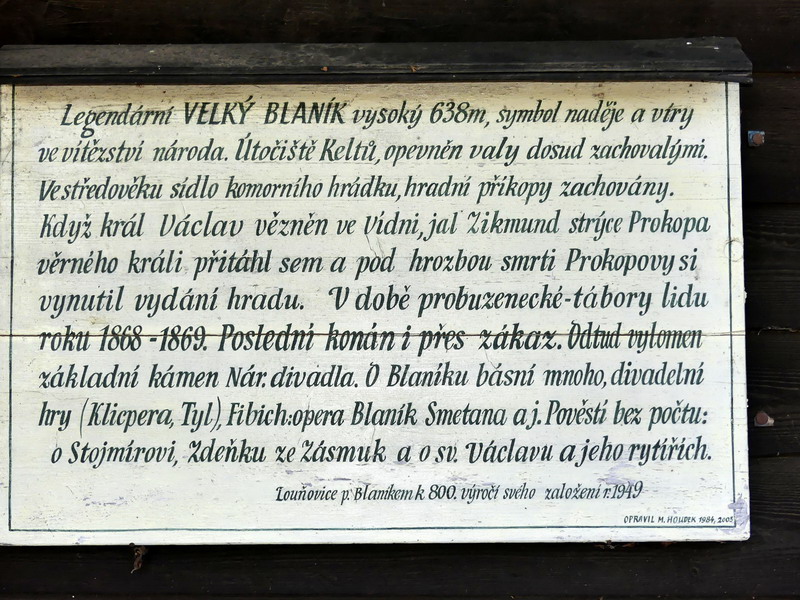 Legendární VELKÝ BLANÍK vysoký 638m, symbol naděje a víry
ve vítězství národa. Útočiště Keltů, opevněn valy dosud zachovalými.
Ve středověku sídlo komorního hrádku, hradní příkopy zachovány.
Když král Václav vězněn ve Vídni, jal Zikmund strýce Prokopa
věrného králi přitáhl sem a pod hrozbou smrti Prokopovy si
vynutil vydání hradu. V době probuzenecké-tábory lidu
roku 1868-1869. Poslední konán i přes zákaz. Odtud vylomen
základní kámen Nár. divadla. O Blaníku básní mnoho, divadelní
hry (Klicpera, Tyl), Fibich:opera Blaník Smetana aj. Pověstí bez počtu:
o Stojmírovi, Zdeňku ze Zásmuk a o sv. Václavu a jeho rytířích.
Louňovice p. Blaníkem k 800. výročí svého založení r. 1949
OPRAVIL M. HOUDEK 1984, 2003